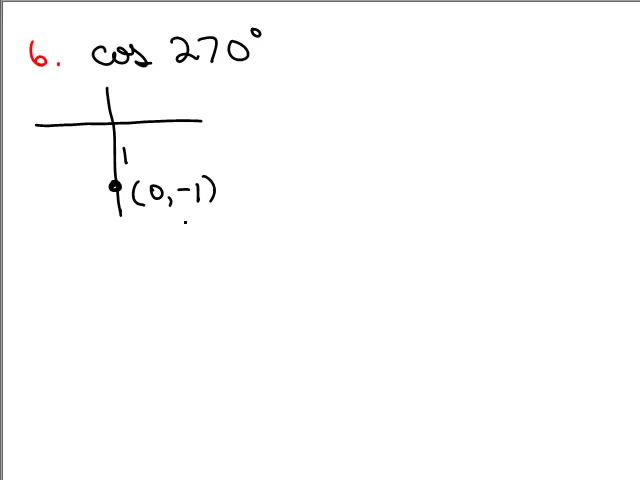 6. cos 270°
1
(0,-1)